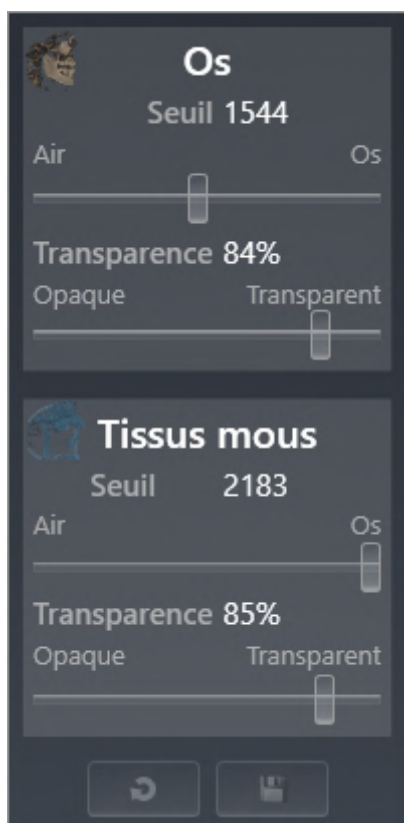 Os
Seuil 1544
Air Os
Transparence 84%
Opaque Transparent
Tissus mous
Seuil 2183
Air Os
Transparence 85%
Opaque Transparent